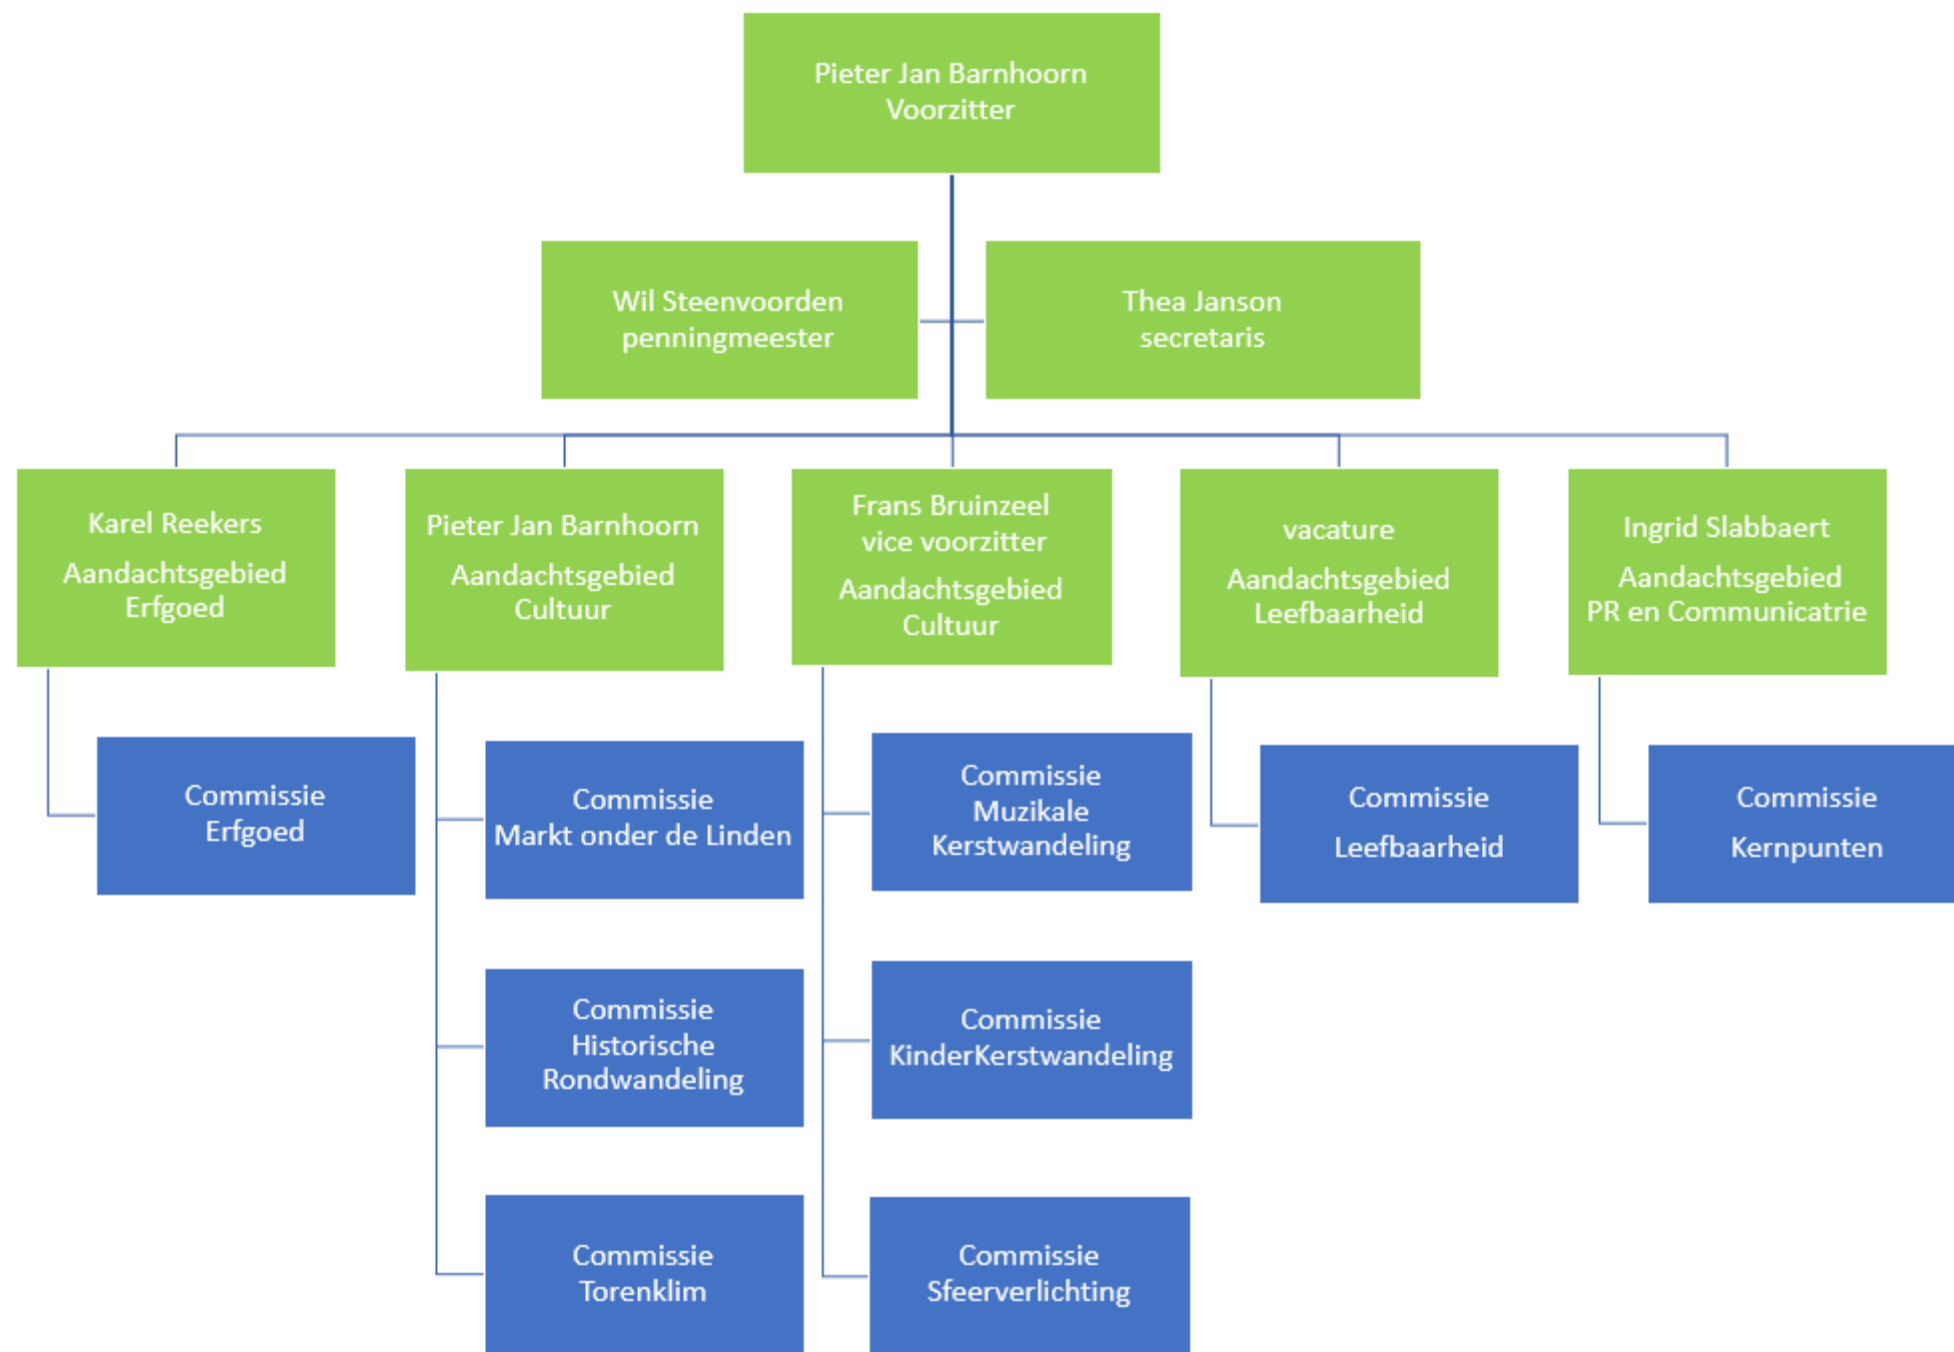 Pieter Jan Barnhoorn
Voorzitter
Wil Steenvoorden
penningmeester
Thea Janson
secretaris
Karel Reekers
Aandachtsgebied
Erfgoed
Pieter Jan Barnhoorn
Aandachtsgebied
Cultuur
Frans Bruinzeel
vice voorzitter
Aandachtsgebied
Cultuur
vacature
Aandachtsgebied
Leefbaarheid
Ingrid Slabbaert
Aandachtsgebied
PR en Communicatrie
Commissie
Erfgoed
Commissie
Markt onder de Linden
Commissie
Muzikale
Kerstwandeling
Commissie
Leefbaarheid
Commissie
Kernpunten
Commissie
Historische
Rondwandeling
Commissie
KinderKerstwandeling
Commissie
Torenklim
Commissie
Sfeerverlichting